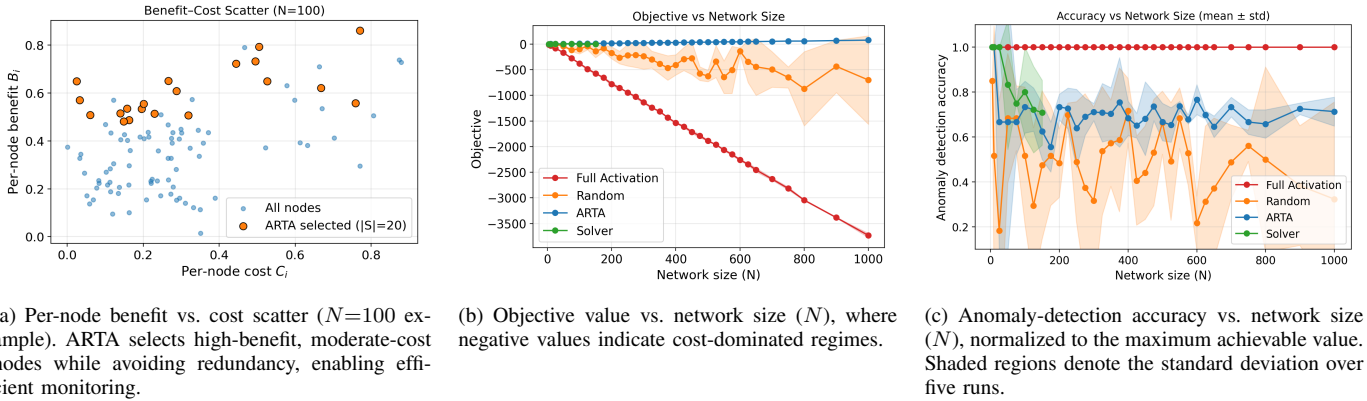 Benefit–Cost Scatter (N=100)
Per-node benefit Bᵢ
0.8
0.6
0.4
0.2
0.0
All nodes
ARTA selected (|S|=20)
0.0 0.2 0.4 0.6 0.8
Per-node cost Cᵢ
Objective vs Network Size
Objective
0
−500
−1000
−1500
−2000
−2500
−3000
−3500
Full Activation
Random
ARTA
Solver
0 200 400 600 800 1000
Network size (N)
Accuracy vs Network Size (mean ± std)
Anomaly detection accuracy
1.0
0.8
0.6
0.4
0.2
Full Activation
Random
ARTA
Solver
0 200 400 600 800 1000
Network size (N)
a) Per-node benefit vs. cost scatter (N=100 ex-
ample). ARTA selects high-benefit, moderate-cost
nodes while avoiding redundancy, enabling effi-
cient monitoring.
(b) Objective value vs. network size (N), where
negative values indicate cost-dominated regimes.
(c) Anomaly-detection accuracy vs. network size
(N), normalized to the maximum achievable value.
Shaded regions denote the standard deviation over
five runs.